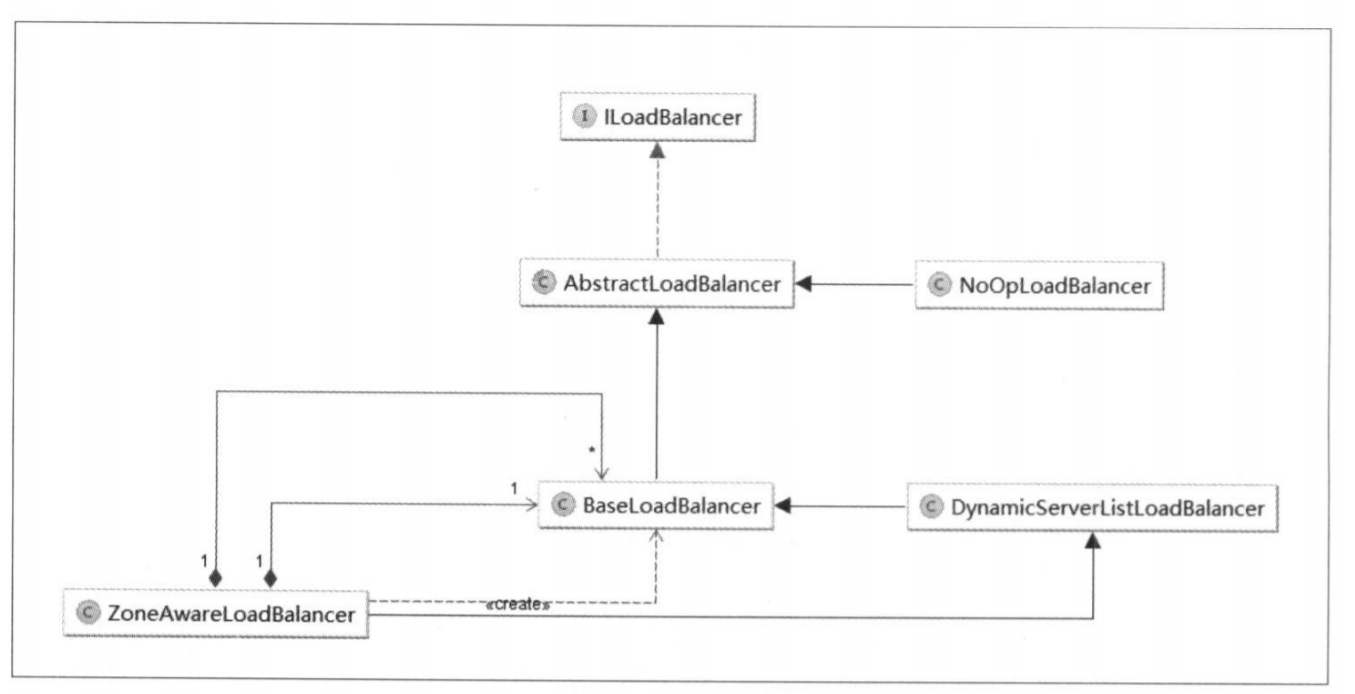 I ILoadBalancer
C AbstractLoadBalancer
C NoOpLoadBalancer
*
1
C BaseLoadBalancer
C DynamicServerListLoadBalancer
1
1
C ZoneAwareLoadBalancer
«create»